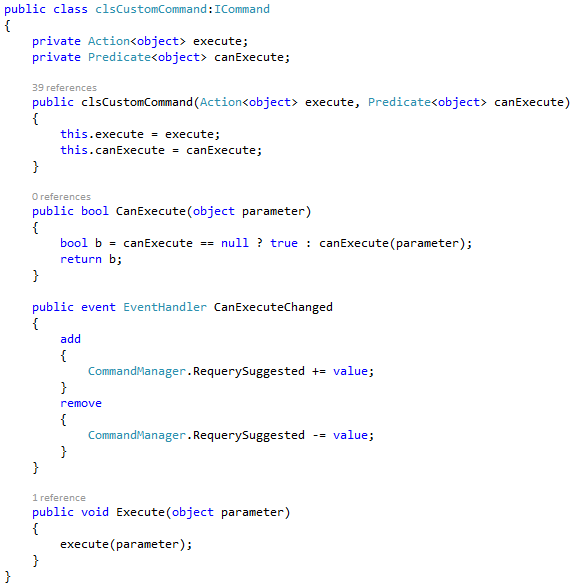 public class clsCustomCommand:ICommand
{
    private Action<object> execute;
    private Predicate<object> canExecute;
    39 references
    public clsCustomCommand(Action<object> execute, Predicate<object> canExecute)
    {
        this.execute = execute;
        this.canExecute = canExecute;
    }
    0 references
    public bool CanExecute(object parameter)
    {
        bool b = canExecute == null ? true : canExecute(parameter);
        return b;
    }
    public event EventHandler CanExecuteChanged
    {
        add
        {
            CommandManager.RequerySuggested += value;
        }
        remove
        {
            CommandManager.RequerySuggested -= value;
        }
    }
    1 reference
    public void Execute(object parameter)
    {
        execute(parameter);
    }
}